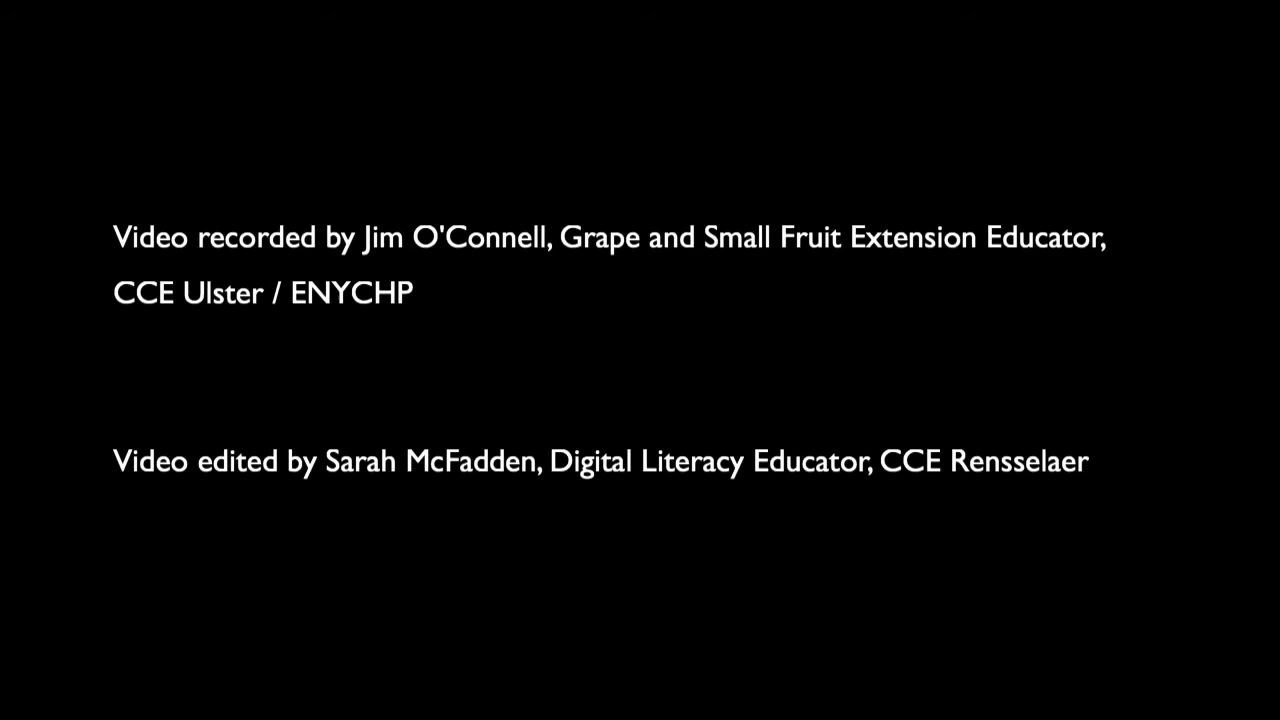 Video recorded by Jim O'Connell, Grape and Small Fruit Extension Educator,
CCE Ulster / ENYCHP
Video edited by Sarah McFadden, Digital Literacy Educator, CCE Rensselaer